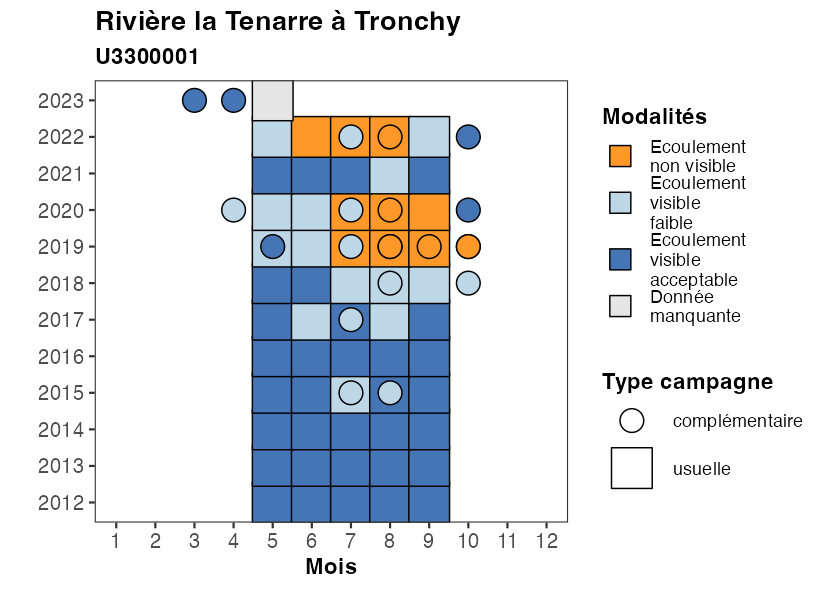 Rivière la Tenarre à Tronchy
U3300001
2023
2022
2021
2020
2019
2018
2017
2016
2015
2014
2013
2012
1 2 3 4 5 6 7 8 9 10 11 12
Mois
Modalités
Ecoulement
non visible
Ecoulement
visible
faible
Ecoulement
visible
acceptable
Donnée
manquante
Type campagne
complémentaire
usuelle